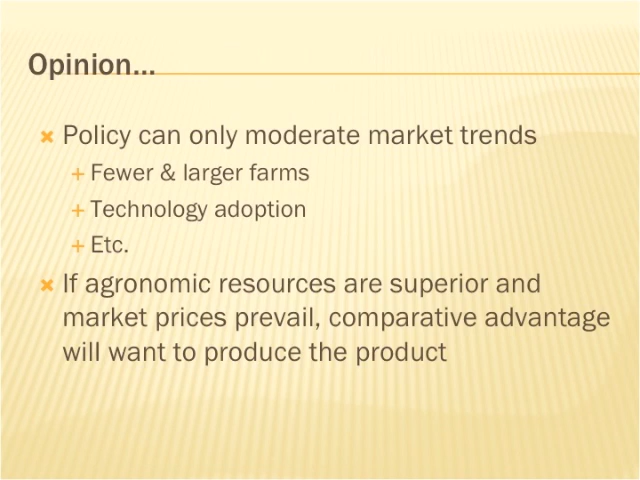 Opinion...
Policy can only moderate market trends
Fewer & larger farms
Technology adoption
Etc.
If agronomic resources are superior and
market prices prevail, comparative advantage
will want to produce the product